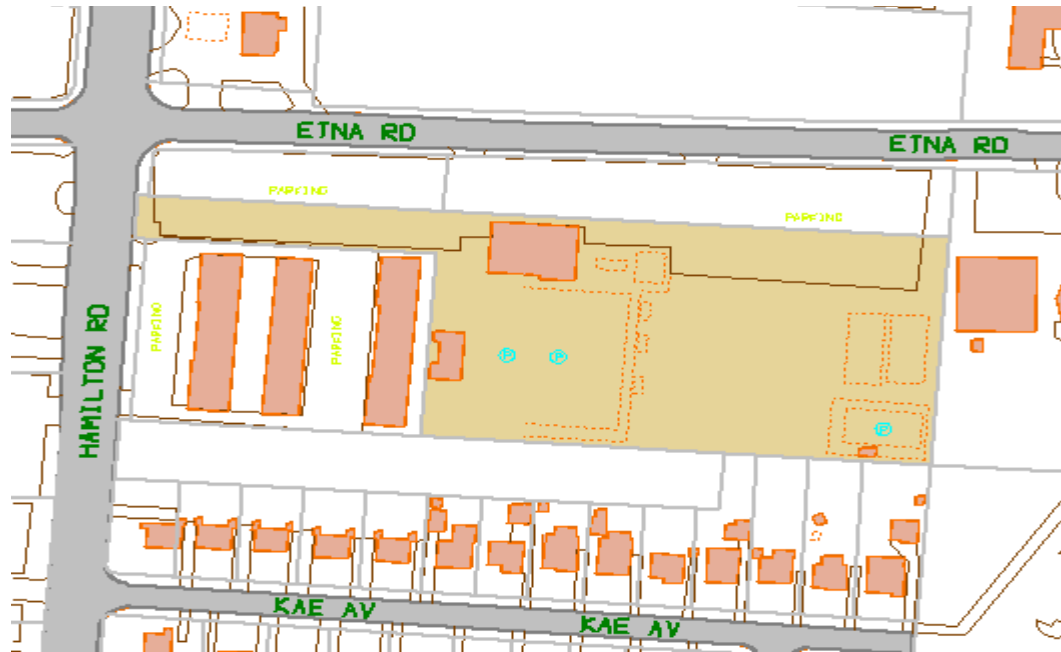 ETNA RD
ETNA RD
PARKING
PARKING
PARKING
PARKING
HAMILTON RD
P
P
P
KAE AV
KAE AV